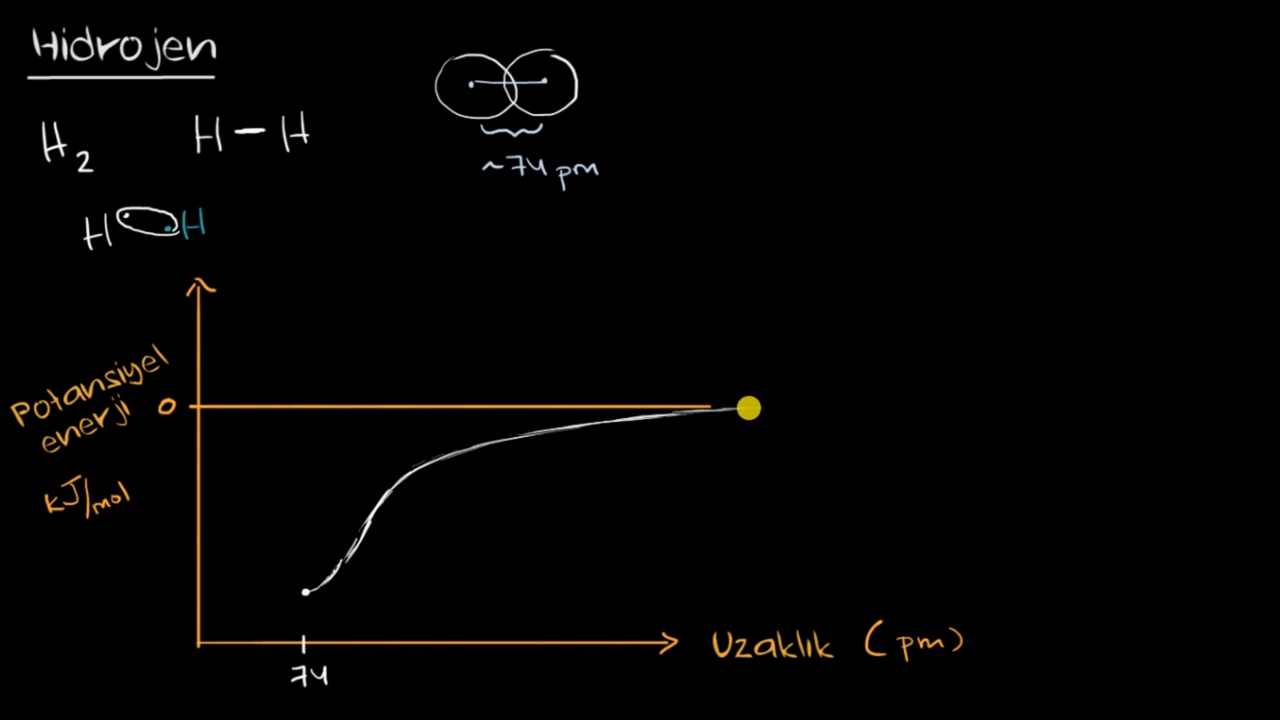 Hidrojen
H₂
H–H
~74 pm
H H
Potansiyel
enerji
0
kJ/mol
Uzaklık (pm)
74